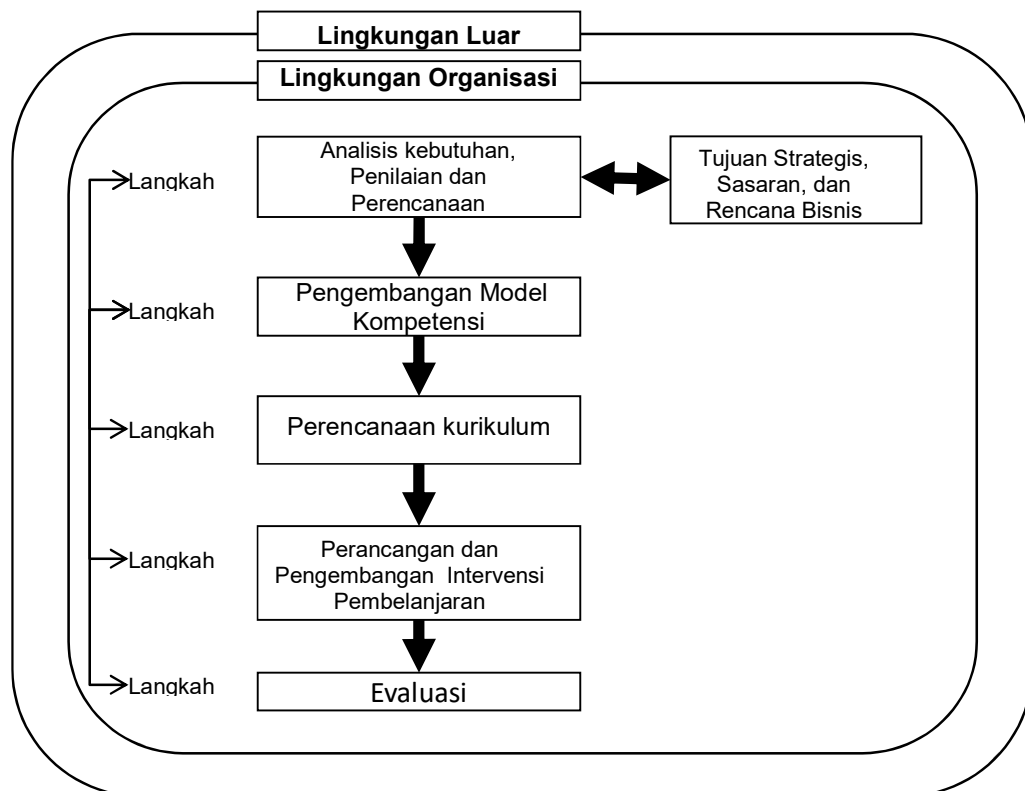 Lingkungan Luar
Lingkungan Organisasi
Langkah
Analisis kebutuhan,
Penilaian dan
Perencanaan
Tujuan Strategis,
Sasaran, dan
Rencana Bisnis
Langkah
Pengembangan Model
Kompetensi
Langkah
Perencanaan kurikulum
Langkah
Perancangan dan
Pengembangan Intervensi
Pembelanjaran
Langkah
Evaluasi